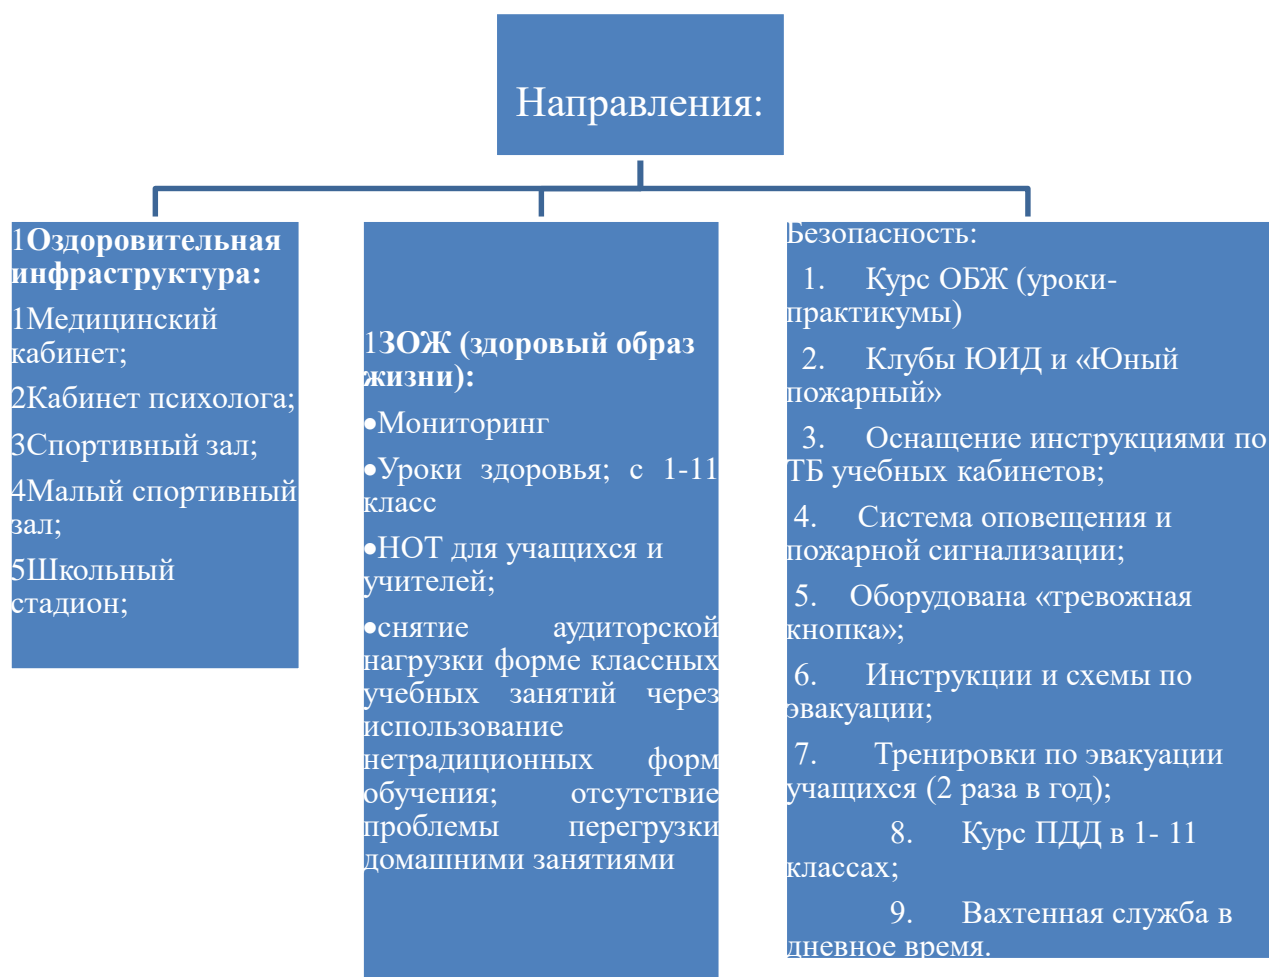 Направления:
1Оздоровительная
инфраструктура:
1Медицинский
кабинет;
2Кабинет психолога;
3Спортивный зал;
4Малый спортивный
зал;
5Школьный
стадион;
1ЗОЖ (здоровый образ
жизни):
•Мониторинг
•Уроки здоровья; с 1-11
класс
•НОТ для учащихся и
учителей;
•снятие аудиторской
нагрузки форме классных
учебных занятий через
использование
нетрадиционных форм
обучения; отсутствие
проблемы перегрузки
домашними занятиями
Безопасность:
1. Курс ОБЖ (уроки-
практикумы)
2. Клубы ЮИД и «Юный
пожарный»
3. Оснащение инструкциями по
ТБ учебных кабинетов;
4. Система оповещения и
пожарной сигнализации;
5. Оборудована «тревожная
кнопка»;
6. Инструкции и схемы по
эвакуации;
7. Тренировки по эвакуации
учащихся (2 раза в год);
8. Курс ПДД в 1- 11
классах;
9. Вахтенная служба в
дневное время.